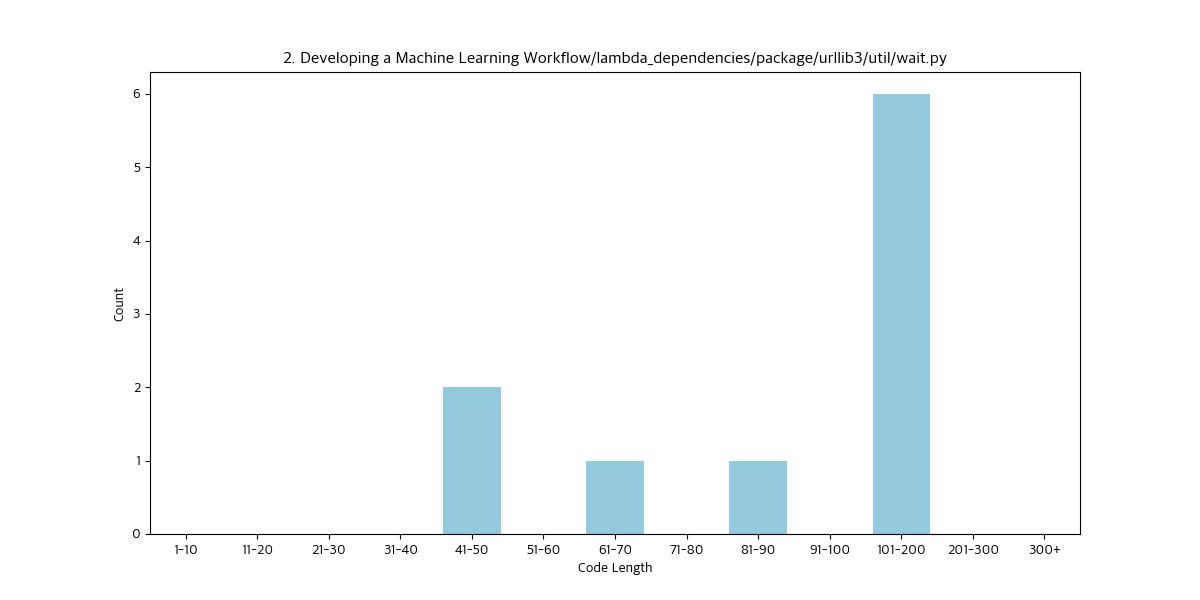 2. Developing a Machine Learning Workflow/lambda_dependencies/package/urllib3/util/wait.py
6
5
4
3
2
1
0
Count
1-10 11-20 21-30 31-40 41-50 51-60 61-70 71-80 81-90 91-100 101-200 201-300 300+
Code Length